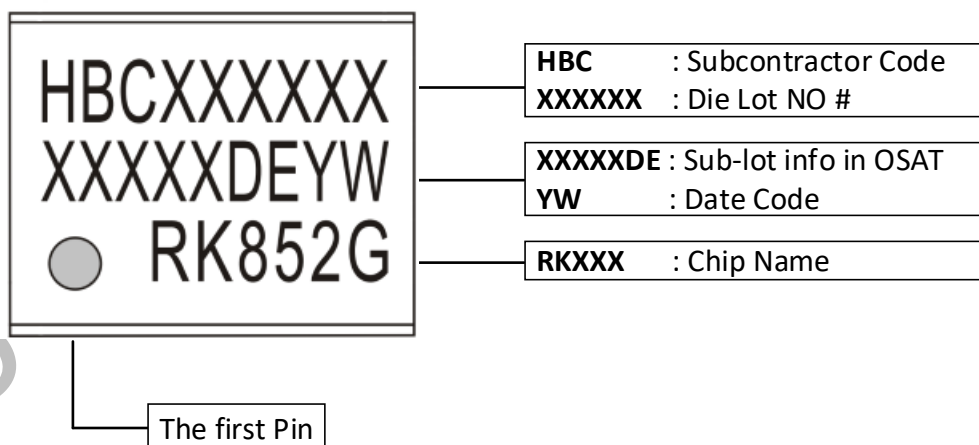 HBCXXXXXX
XXXXXDEYW
RK852G
HBC : Subcontractor Code
XXXXXX : Die Lot NO #
XXXXXDE : Sub-lot info in OSAT
YW : Date Code
RKXXX : Chip Name
The first Pin